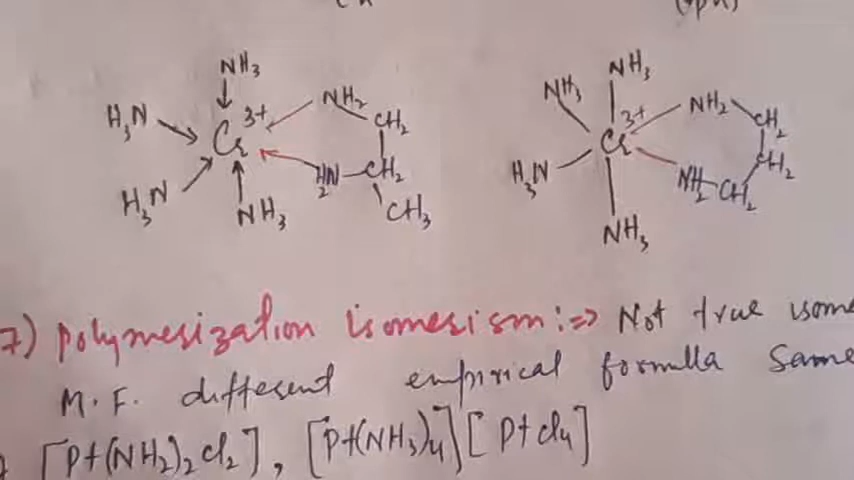 (pn)
NH3 NH3 NH3
H3N Cr 3+ NH2 CH2 Cr 3+ NH2 CH2
H3N NH3 H2N CH2 CH3 H3N NH2 CH2 CH2
NH3
7) Polymerization isomerism :=> Not true isome
M.F. different empirical formula Same
[Pt(NH2)2Cl2], [Pt(NH3)4][PtCl4]